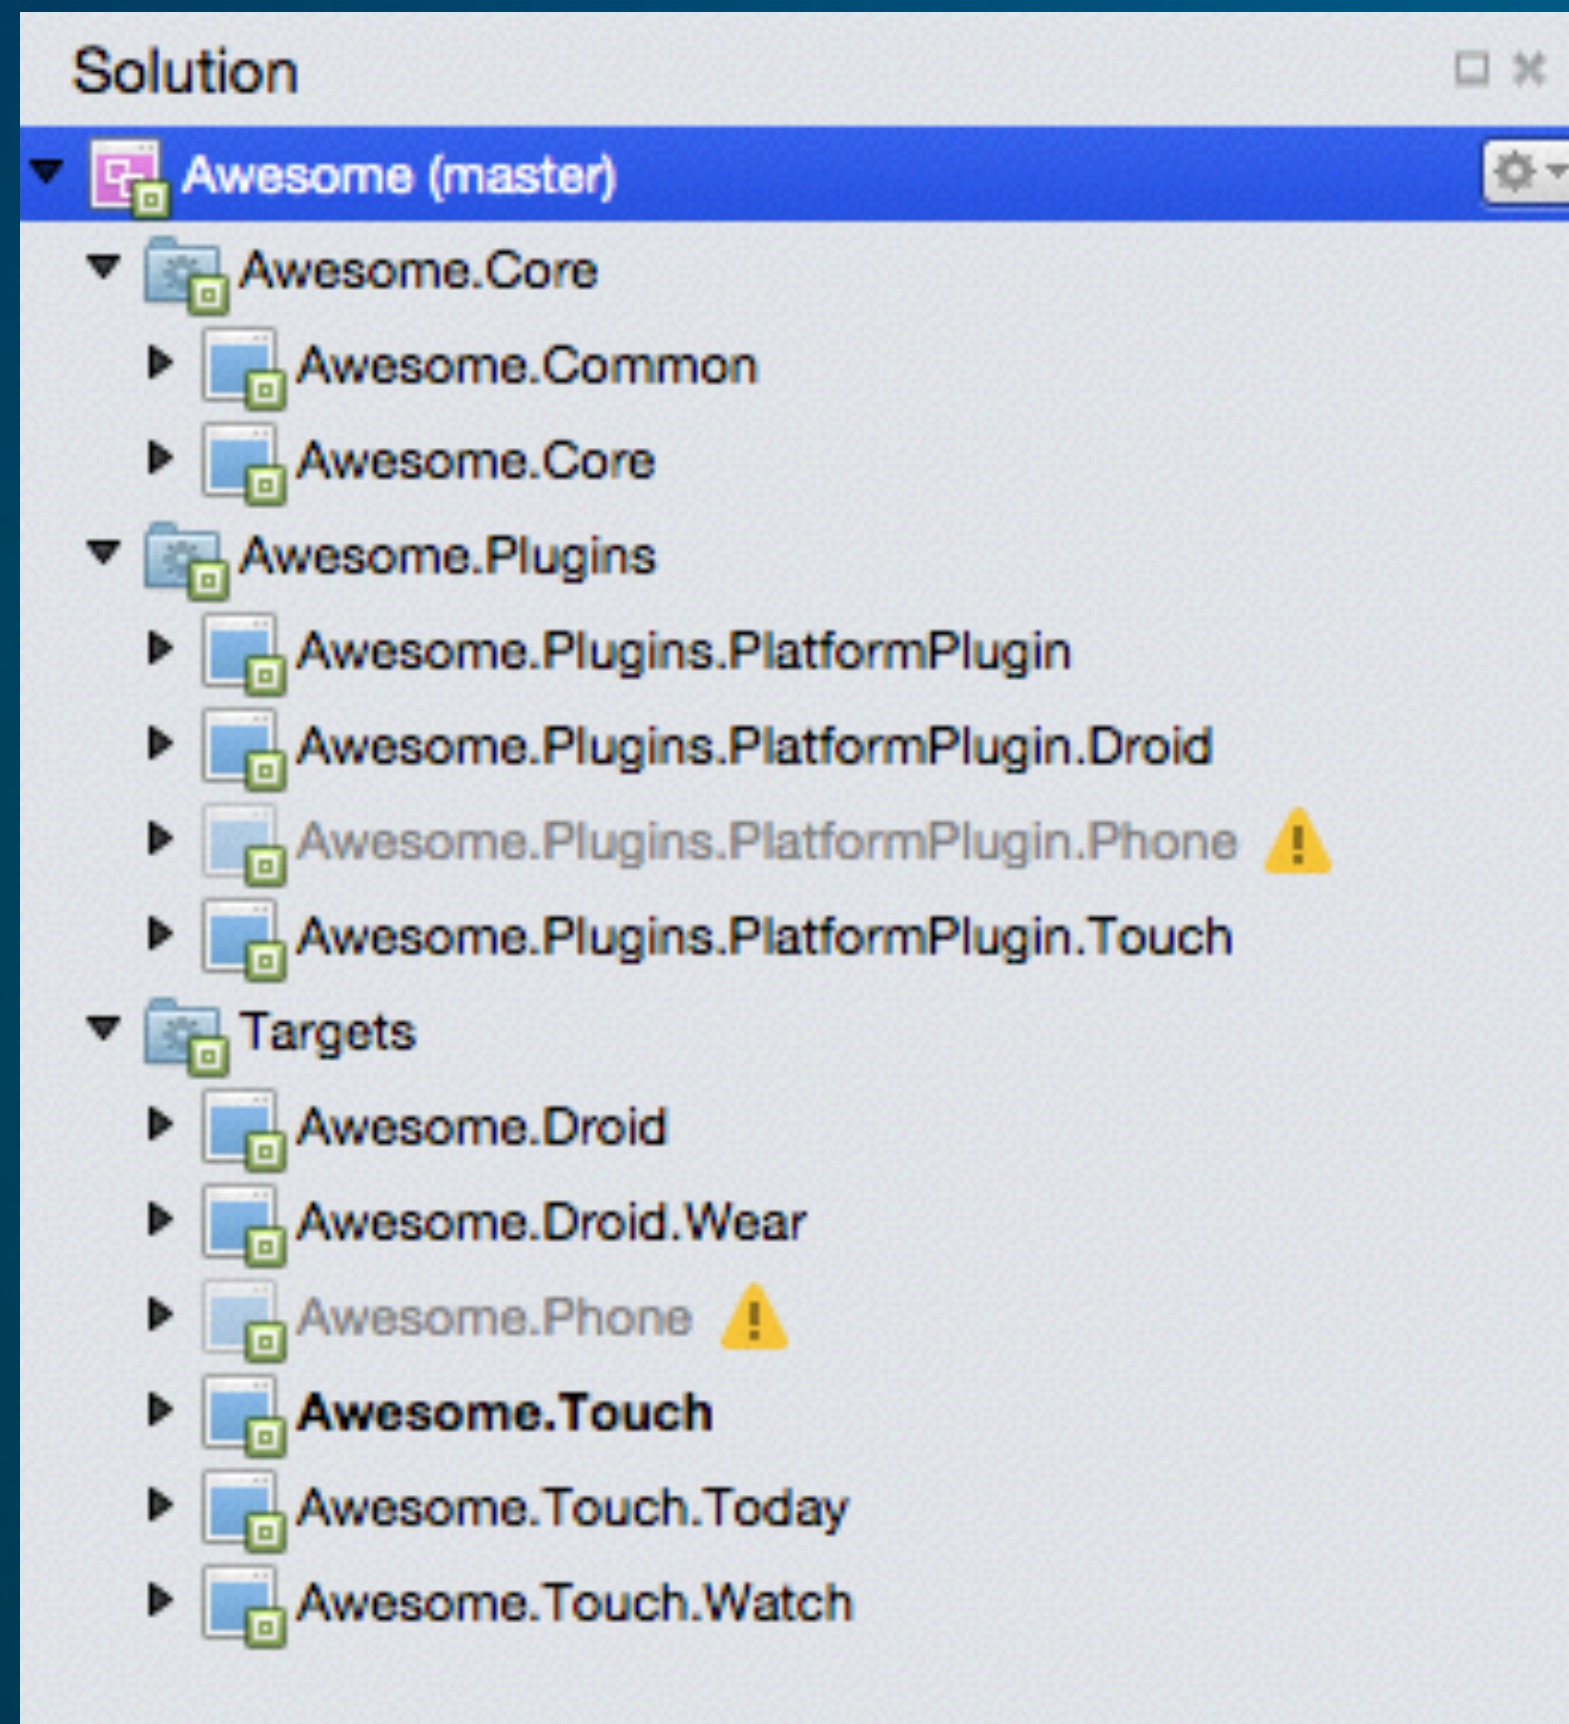 Solution
Awesome (master)
Awesome.Core
Awesome.Common
Awesome.Core
Awesome.Plugins
Awesome.Plugins.PlatformPlugin
Awesome.Plugins.PlatformPlugin.Droid
Awesome.Plugins.PlatformPlugin.Phone
Awesome.Plugins.PlatformPlugin.Touch
Targets
Awesome.Droid
Awesome.Droid.Wear
Awesome.Phone
Awesome.Touch
Awesome.Touch.Today
Awesome.Touch.Watch